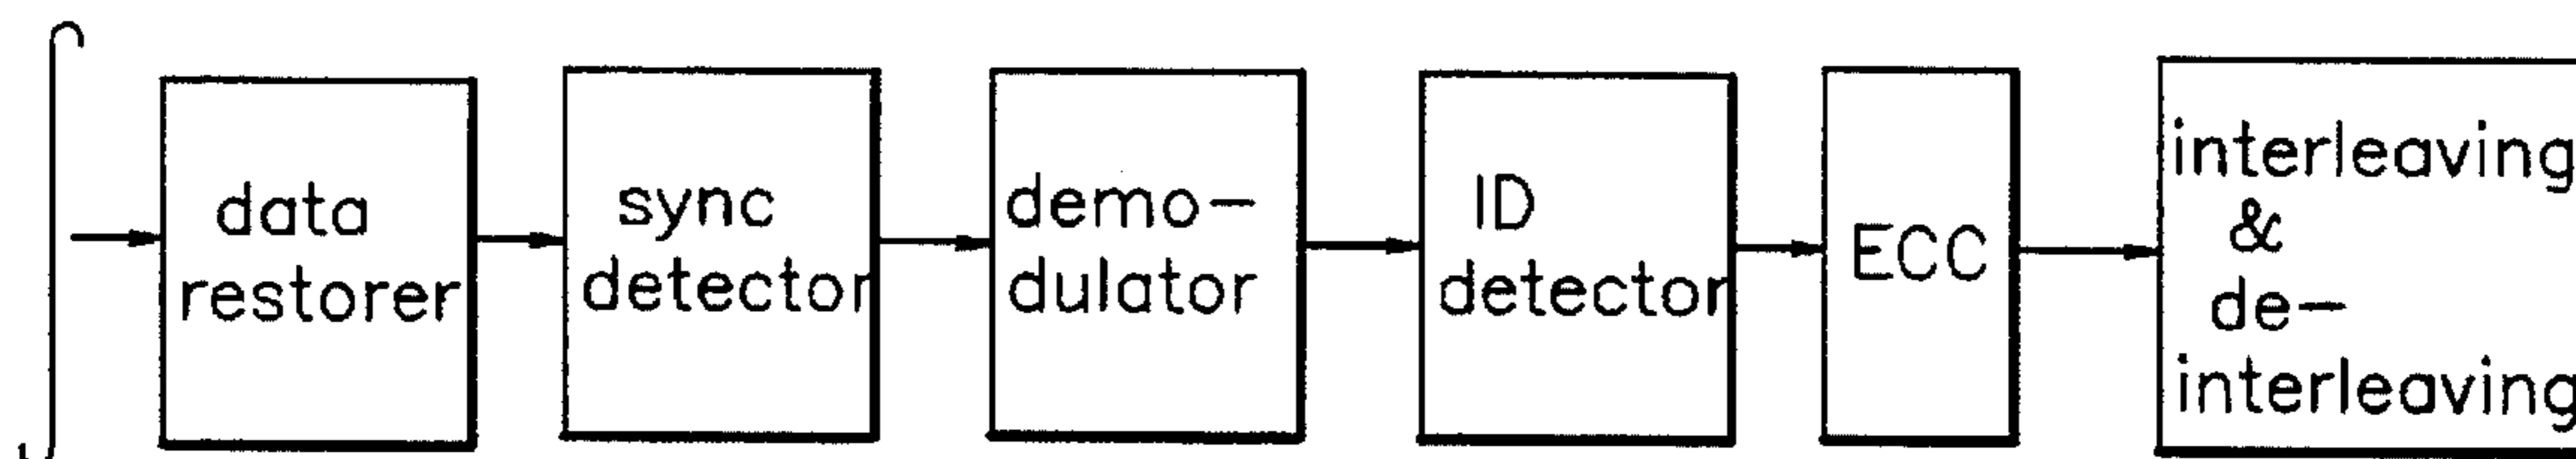 data
restorer
sync
detector
demo-
dulator
ID
detector
ECC
interleaving
&
de-
interleaving